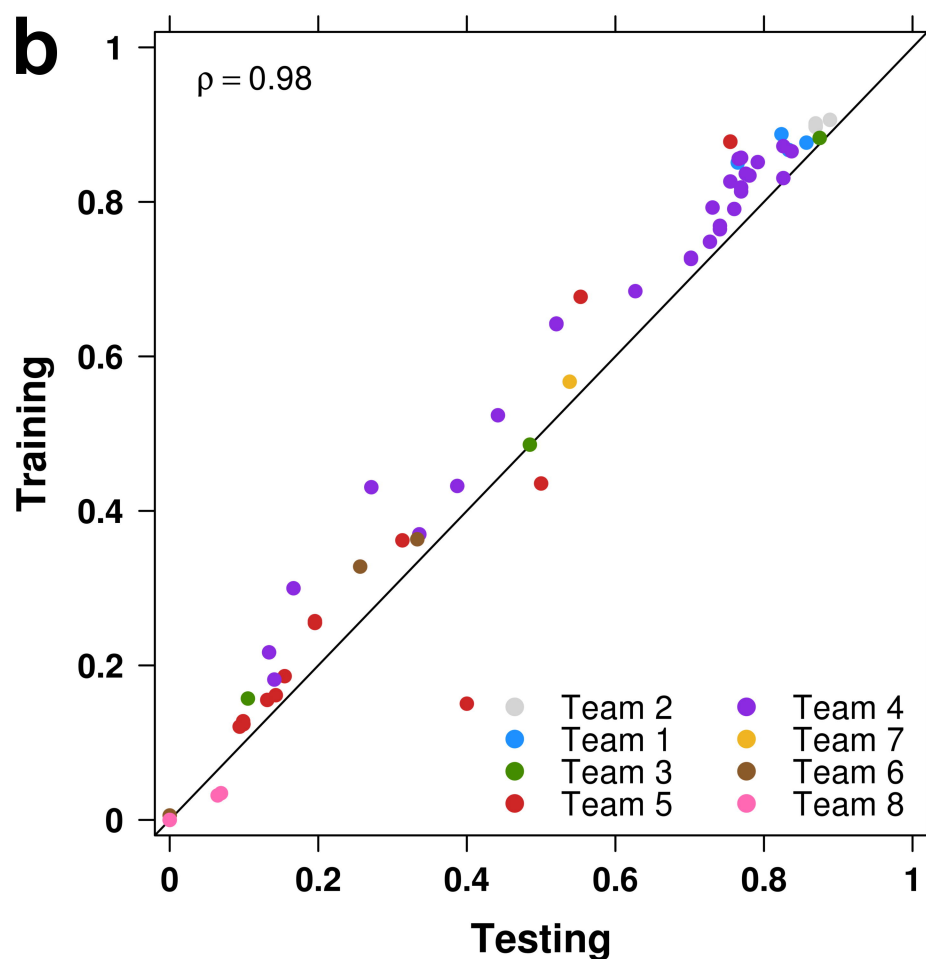 b
ρ = 0.98
1
0.8
0.6
0.4
0.2
0
Training
Team 2
Team 1
Team 3
Team 5
Team 4
Team 7
Team 6
Team 8
0 0.2 0.4 0.6 0.8 1
Testing